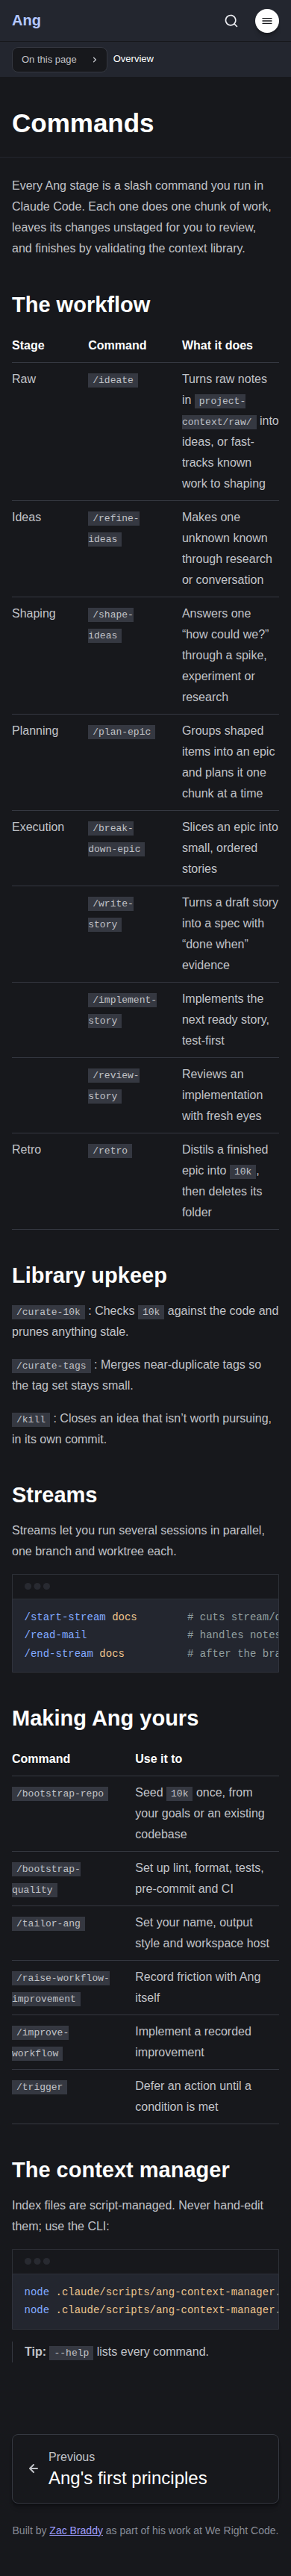 Ang
On this page
Overview
Commands
Every Ang stage is a slash command you run in
Claude Code. Each one does one chunk of work,
leaves its changes unstaged for you to review,
and finishes by validating the context library.
The workflow
Stage Command What it does
Raw /ideate Turns raw notes
in project-
context/raw/ into
ideas, or fast-
tracks known
work to shaping
Ideas /refine- Makes one
ideas unknown known
through research
or conversation
Shaping /shape- Answers one
ideas “how could we?”
through a spike,
experiment or
research
Planning /plan-epic Groups shaped
items into an epic
and plans it one
chunk at a time
Execution /break- Slices an epic into
down-epic small, ordered
stories
/write- Turns a draft story
story into a spec with
“done when”
evidence
/implement- Implements the
story next ready story,
test-first
/review- Reviews an
story implementation
with fresh eyes
Retro /retro Distils a finished
epic into 10k,
then deletes its
folder
Library upkeep
/curate-10k : Checks 10k against the code and
prunes anything stale.
/curate-tags : Merges near-duplicate tags so
the tag set stays small.
/kill : Closes an idea that isn’t worth pursuing,
in its own commit.
Streams
Streams let you run several sessions in parallel,
one branch and worktree each.
/start-stream docs # cuts stream/
/read-mail # handles notes
/end-stream docs # after the bra
Making Ang yours
Command Use it to
/bootstrap-repo Seed 10k once, from
your goals or an existing
codebase
/bootstrap- Set up lint, format, tests,
quality pre-commit and CI
/tailor-ang Set your name, output
style and workspace host
/raise-workflow- Record friction with Ang
improvement itself
/improve- Implement a recorded
workflow improvement
/trigger Defer an action until a
condition is met
The context manager
Index files are script-managed. Never hand-edit
them; use the CLI:
node .claude/scripts/ang-context-manager.
node .claude/scripts/ang-context-manager.
Tip: --help lists every command.
Previous
Ang's first principles
Built by Zac Braddy as part of his work at We Right Code.